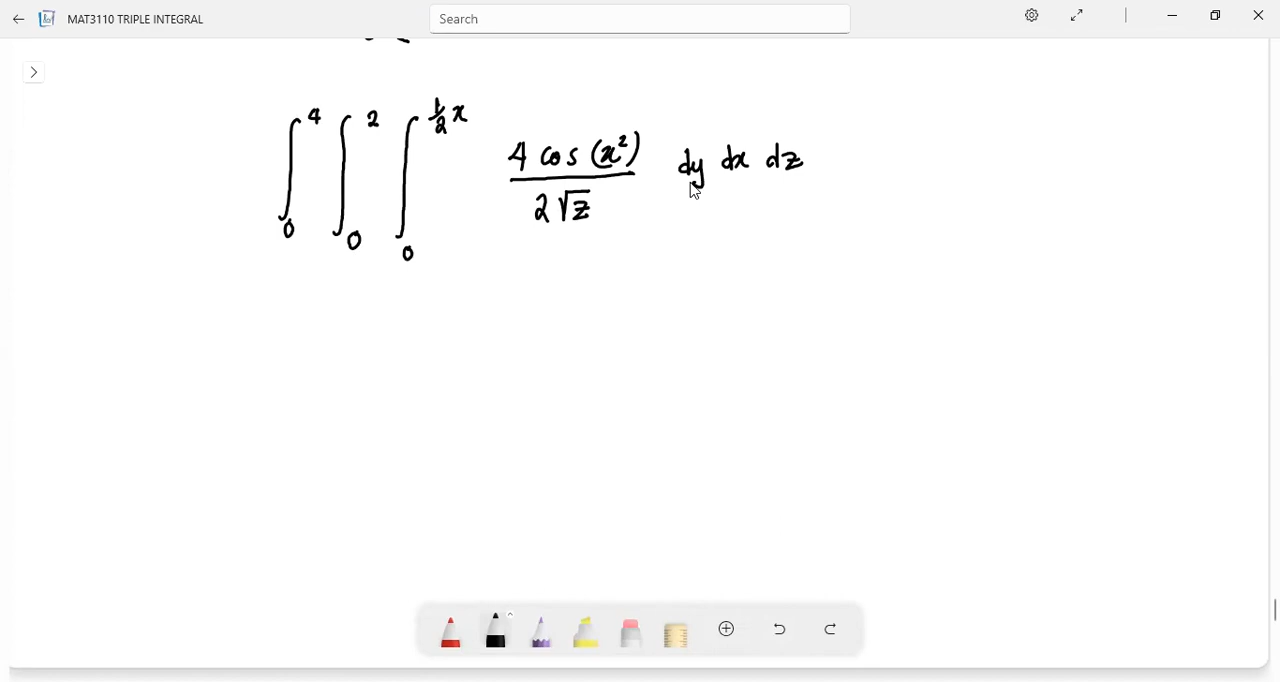 MAT3110 TRIPLE INTEGRAL
Search
∫₀⁴ ∫₀² ∫₀^{½x} 4 cos (x²) / 2√z dy dx dz